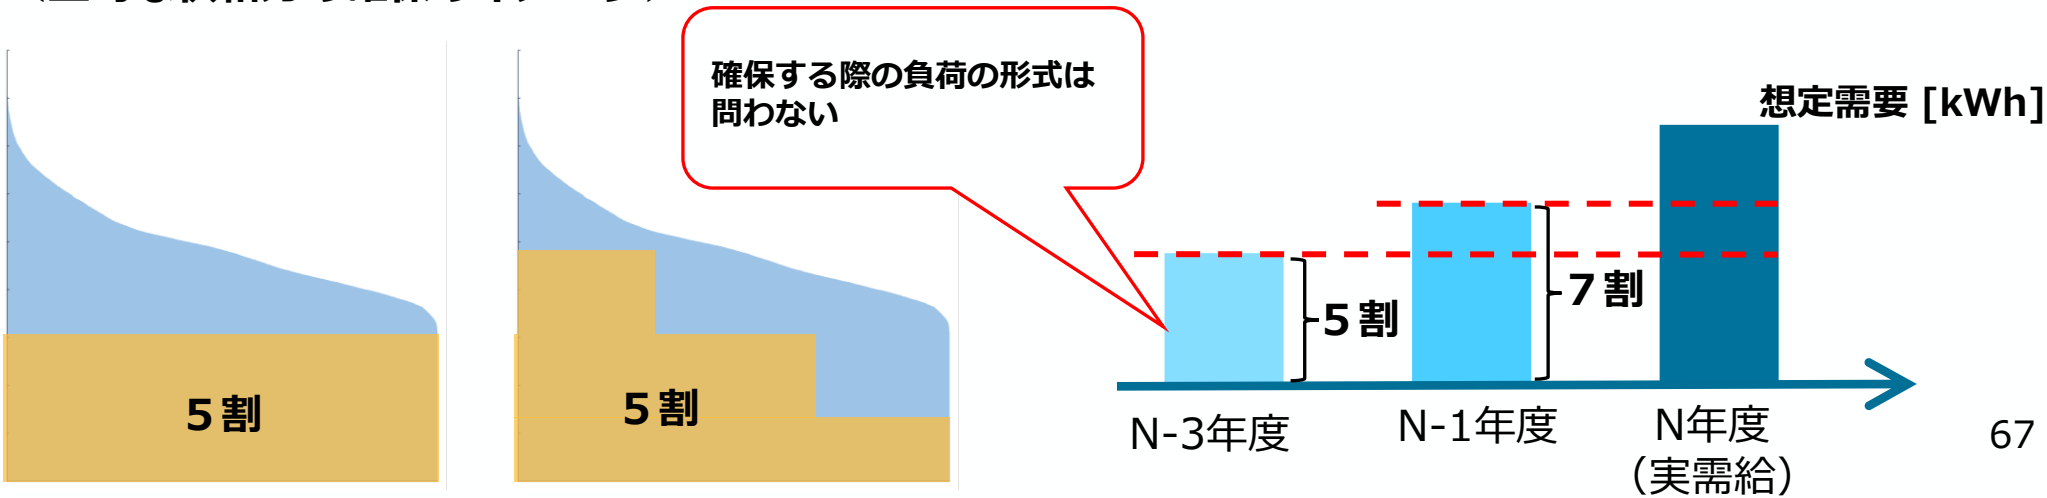 確保する際の負荷の形式は
問わない
想定需要 [kWh]
5割
5割
5割
7割
N-3年度
N-1年度
N年度
（実需給）
67